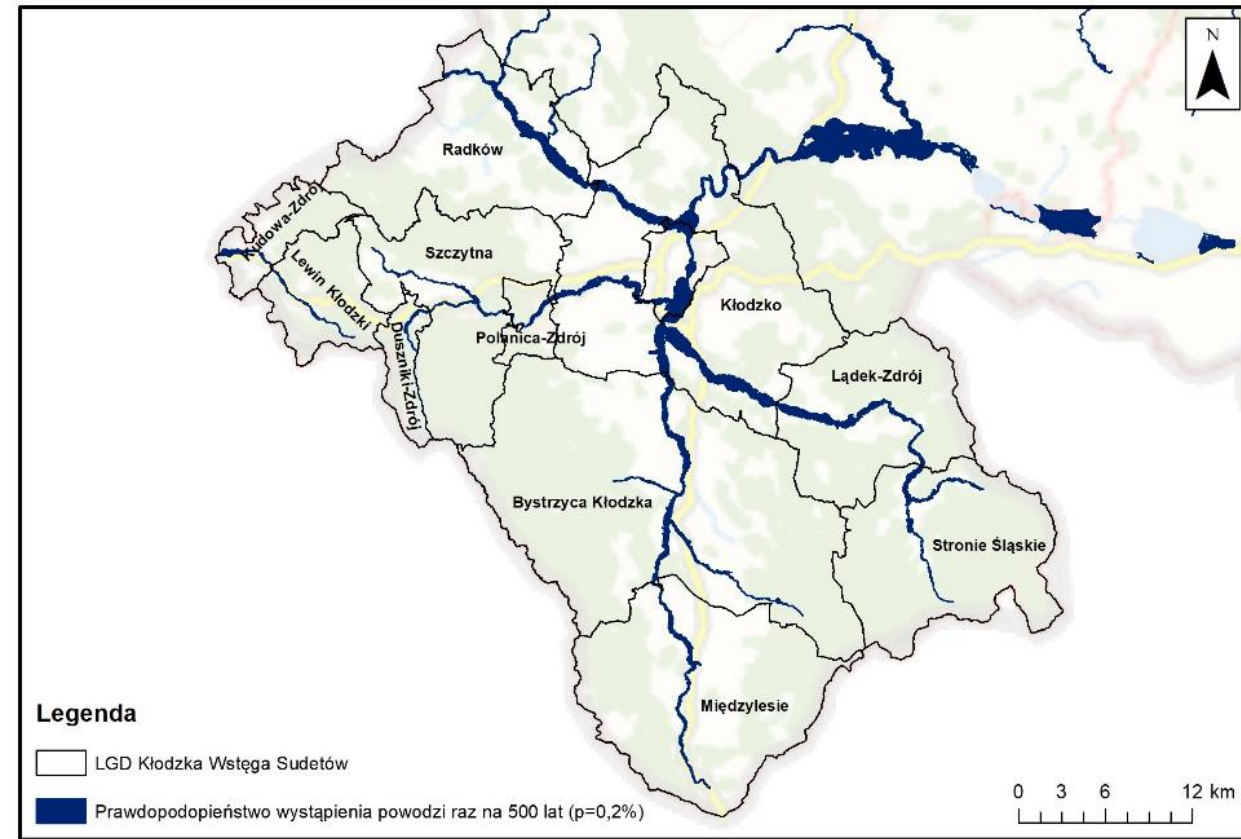 N
Radków
Kudowa-Zdrój
Szczytna
Lewin Kłodzki
Kłodzko
Polanica-Zdrój
Duszniki-Zdrój
Lądek-Zdrój
Bystrzyca Kłodzka
Stronie Śląskie
Międzylesie
Legenda
LGD Kłodzka Wstęga Sudetów
Prawdopodopieństwo wystąpienia powodzi raz na 500 lat (p=0,2%)
0 3 6 12 km